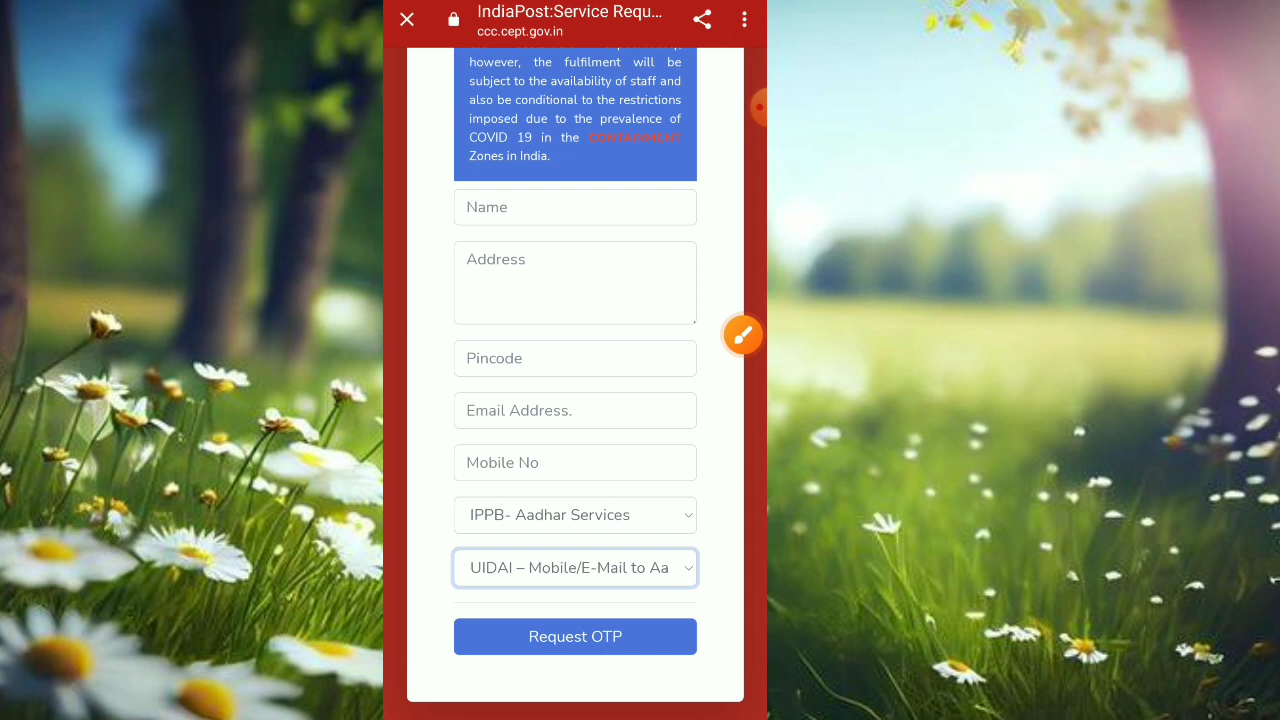 IndiaPost:Service Requ...
ccc.cept.gov.in
however, the fulfilment will be
subject to the availability of staff and
also be conditional to the restrictions
imposed due to the prevalence of
COVID 19 in the CONTAINMENT
Zones in India.
Name
Address
Pincode
Email Address.
Mobile No
IPPB- Aadhar Services
UIDAI – Mobile/E-Mail to Aa
Request OTP